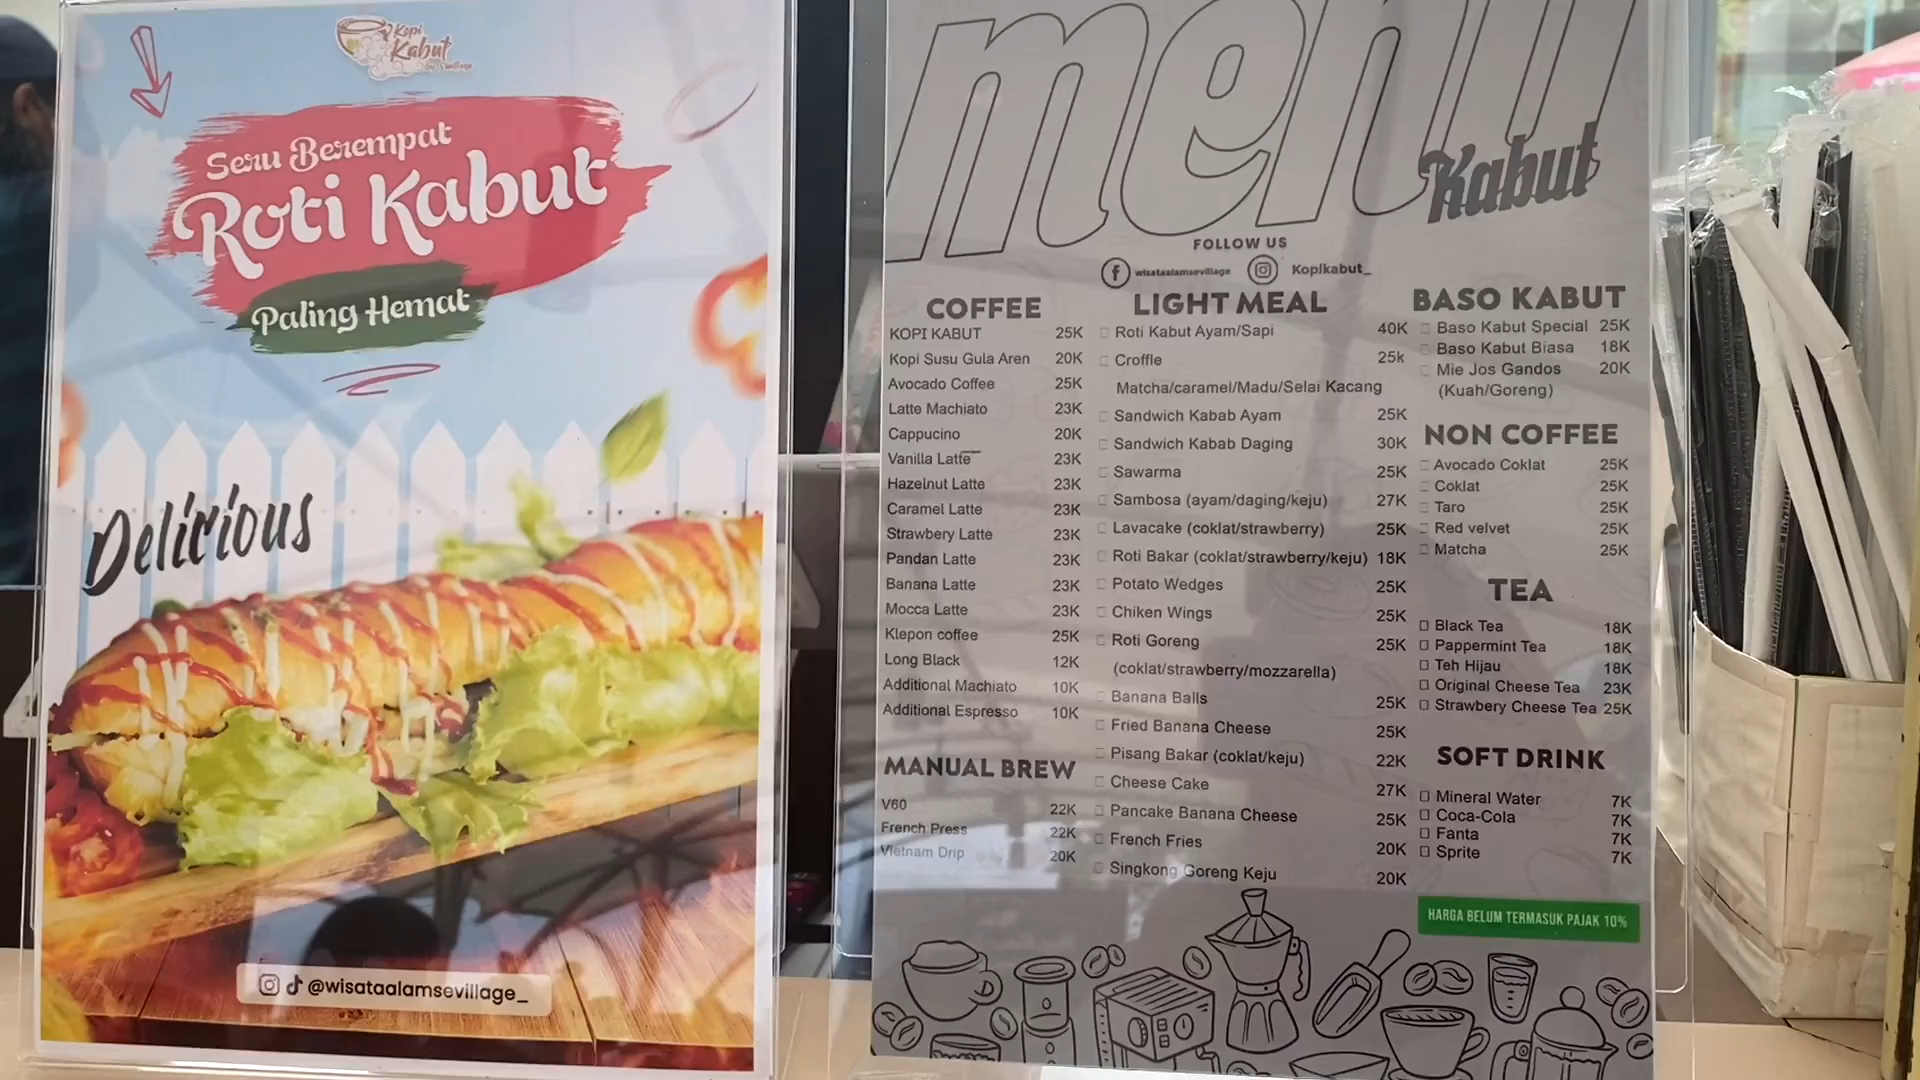 Kopi
Kabut
by Sevillage
Seru Berempat
Roti Kabut
Paling Hemat
Delicious
@wisataalamsevillage_
menu
Kabut
FOLLOW US
wisataalamsevillage Kopikabut_
COFFEE
KOPI KABUT 25K
Kopi Susu Gula Aren 20K
Avocado Coffee 25K
Latte Machiato 23K
Cappucino 20K
Vanilla Latte 23K
Hazelnut Latte 23K
Caramel Latte 23K
Strawbery Latte 23K
Pandan Latte 23K
Banana Latte 23K
Mocca Latte 23K
Klepon coffee 25K
Long Black 12K
Additional Machiato 10K
Additional Espresso 10K
MANUAL BREW
V60 22K
French Press 22K
Vietnam Drip 20K
LIGHT MEAL
Roti Kabut Ayam/Sapi 40K
Croffle 25k
Matcha/caramel/Madu/Selai Kacang
Sandwich Kabab Ayam 25K
Sandwich Kabab Daging 30K
Sawarma 25K
Sambosa (ayam/daging/keju) 27K
Lavacake (coklat/strawberry) 25K
Roti Bakar (coklat/strawberry/keju) 18K
Potato Wedges 25K
Chiken Wings 25K
Roti Goreng 25K
(coklat/strawberry/mozzarella)
Banana Balls 25K
Fried Banana Cheese 25K
Pisang Bakar (coklat/keju) 22K
Cheese Cake 27K
Pancake Banana Cheese 25K
French Fries 20K
Singkong Goreng Keju 20K
BASO KABUT
Baso Kabut Special 25K
Baso Kabut Biasa 18K
Mie Jos Gandos 20K
(Kuah/Goreng)
NON COFFEE
Avocado Coklat 25K
Coklat 25K
Taro 25K
Red velvet 25K
Matcha 25K
TEA
Black Tea 18K
Pappermint Tea 18K
Teh Hijau 18K
Original Cheese Tea 23K
Strawbery Cheese Tea 25K
SOFT DRINK
Mineral Water 7K
Coca-Cola 7K
Fanta 7K
Sprite 7K
HARGA BELUM TERMASUK PAJAK 10%